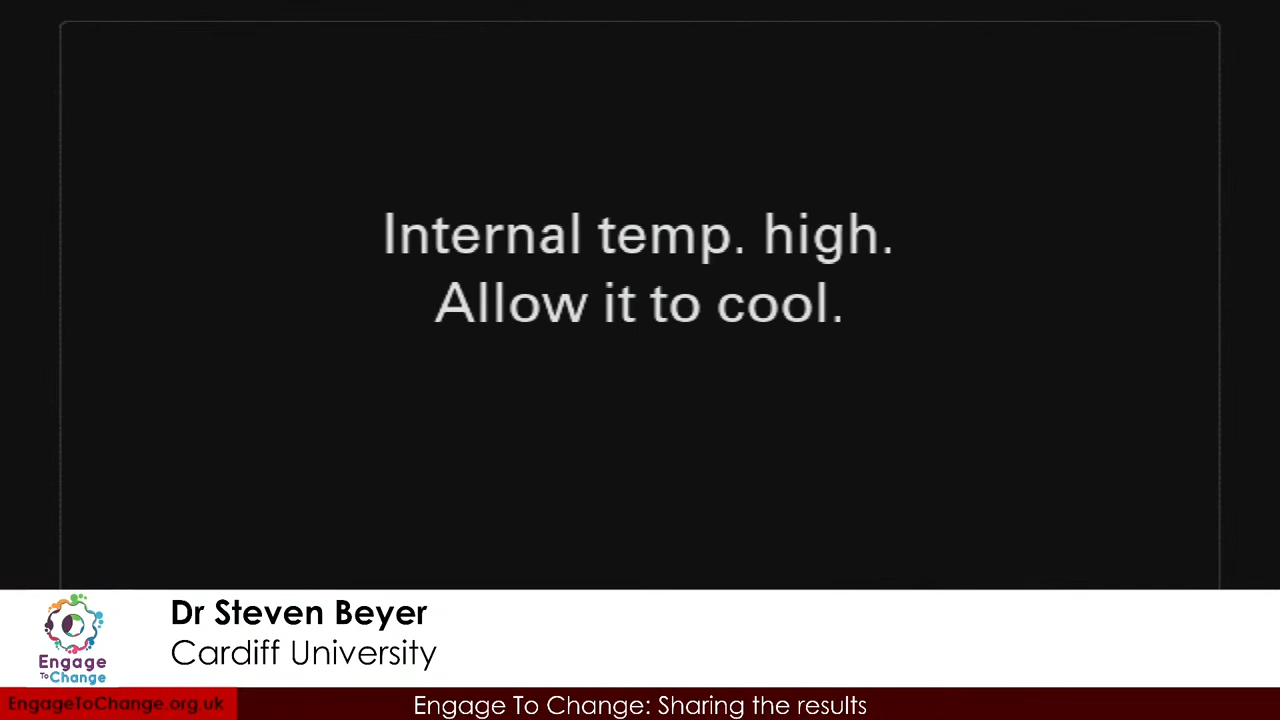 Internal temp. high.
Allow it to cool.
Dr Steven Beyer
Cardiff University
Engage
To Change
EngageToChange.org.uk
Engage To Change: Sharing the results